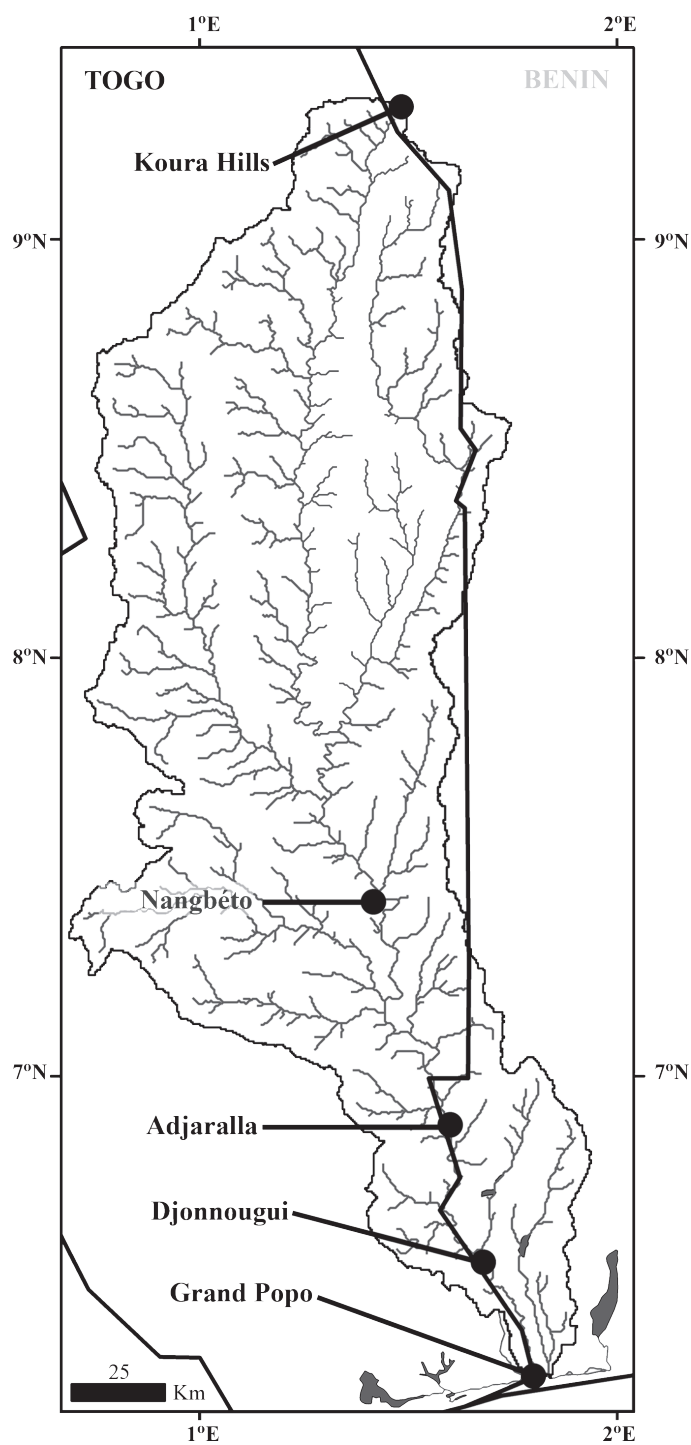 1°E 2°E
TOGO BENIN
Koura Hills
9°N 9°N
8°N 8°N
Nangbéto
7°N 7°N
Adjaralla
Djonnougui
Grand Popo
25
Km
1°E 2°E